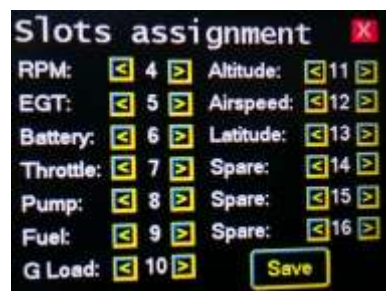 Slots assignment X
RPM: < 4 > Altitude: < 11 >
EGT: < 5 > Airspeed: < 12 >
Battery: < 6 > Latitude: < 13 >
Throttle: < 7 > Spare: < 14 >
Pump: < 8 > Spare: < 15 >
Fuel: < 9 > Spare: < 16 >
G Load: < 10 > Save